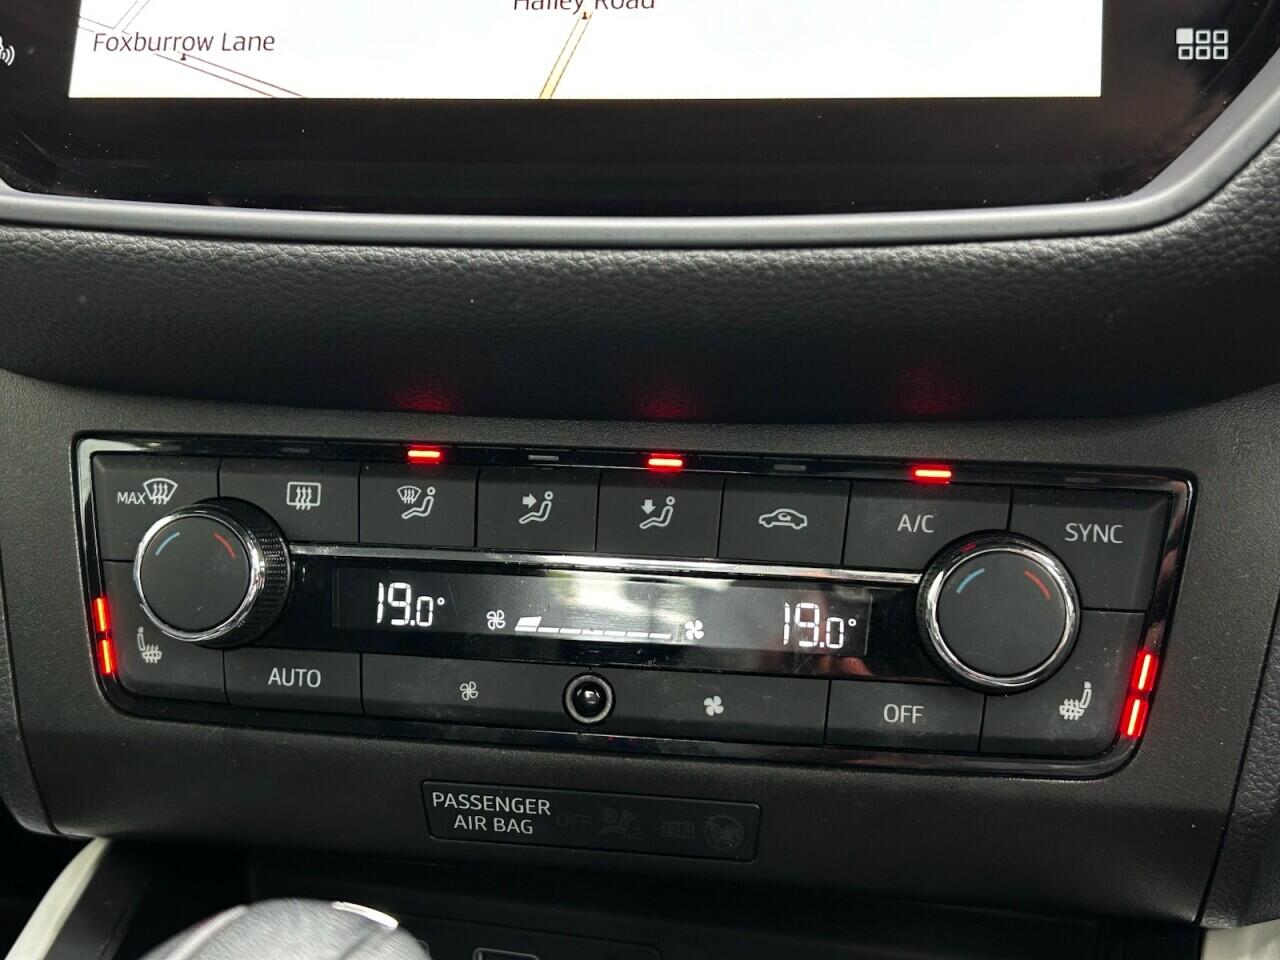 Halley Road
Foxburrow Lane
MAX
A/C
SYNC
19.0°
19.0°
AUTO
OFF
PASSENGER
AIR BAG
OFF